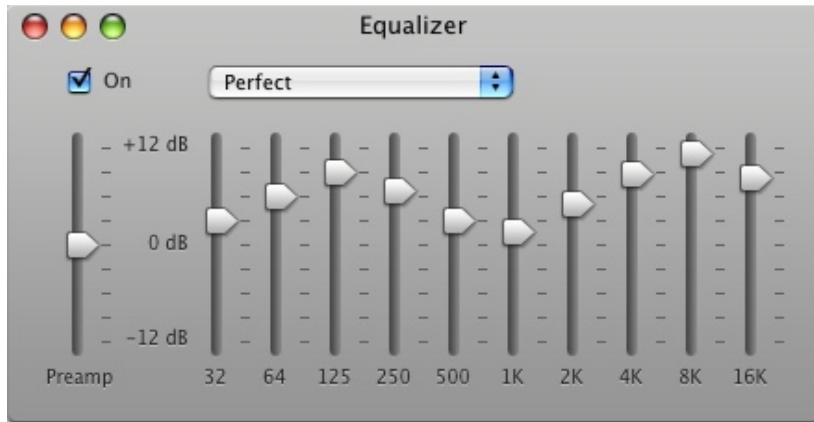 Equalizer
On
Perfect
+12 dB
0 dB
-12 dB
Preamp 32 64 125 250 500 1K 2K 4K 8K 16K